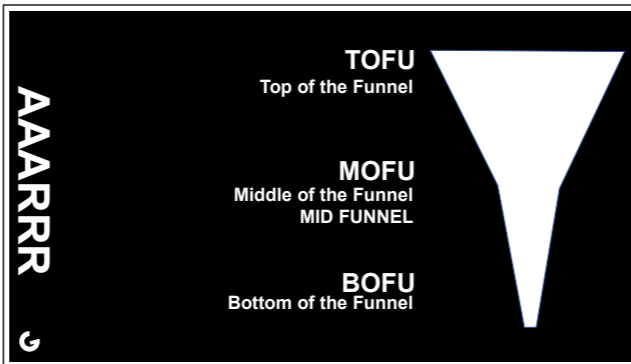 AAARRR
TOFU
Top of the Funnel
MOFU
Middle of the Funnel
MID FUNNEL
BOFU
Bottom of the Funnel